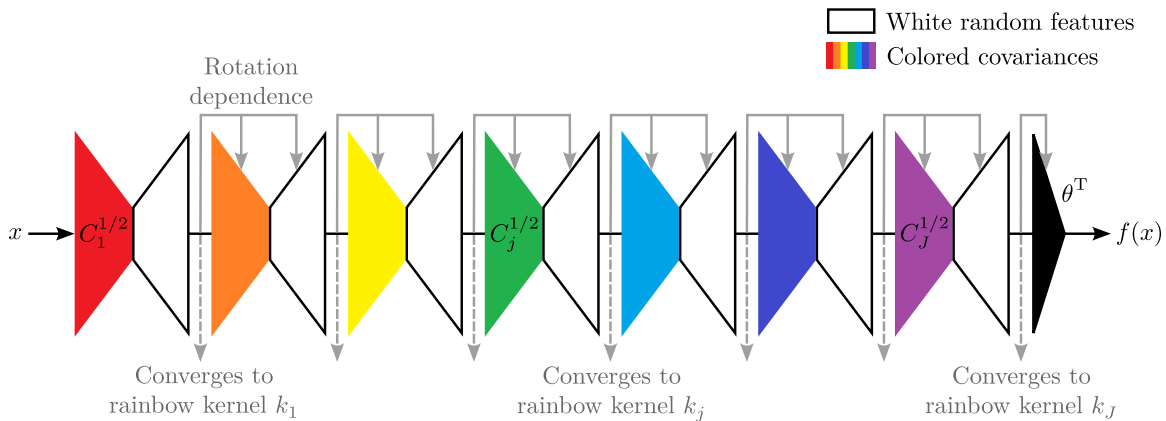 White random features
Colored covariances
Rotation
dependence
x
C_1^{1/2}
C_j^{1/2}
C_J^{1/2}
θ^T
f(x)
Converges to
rainbow kernel k_1
Converges to
rainbow kernel k_j
Converges to
rainbow kernel k_J